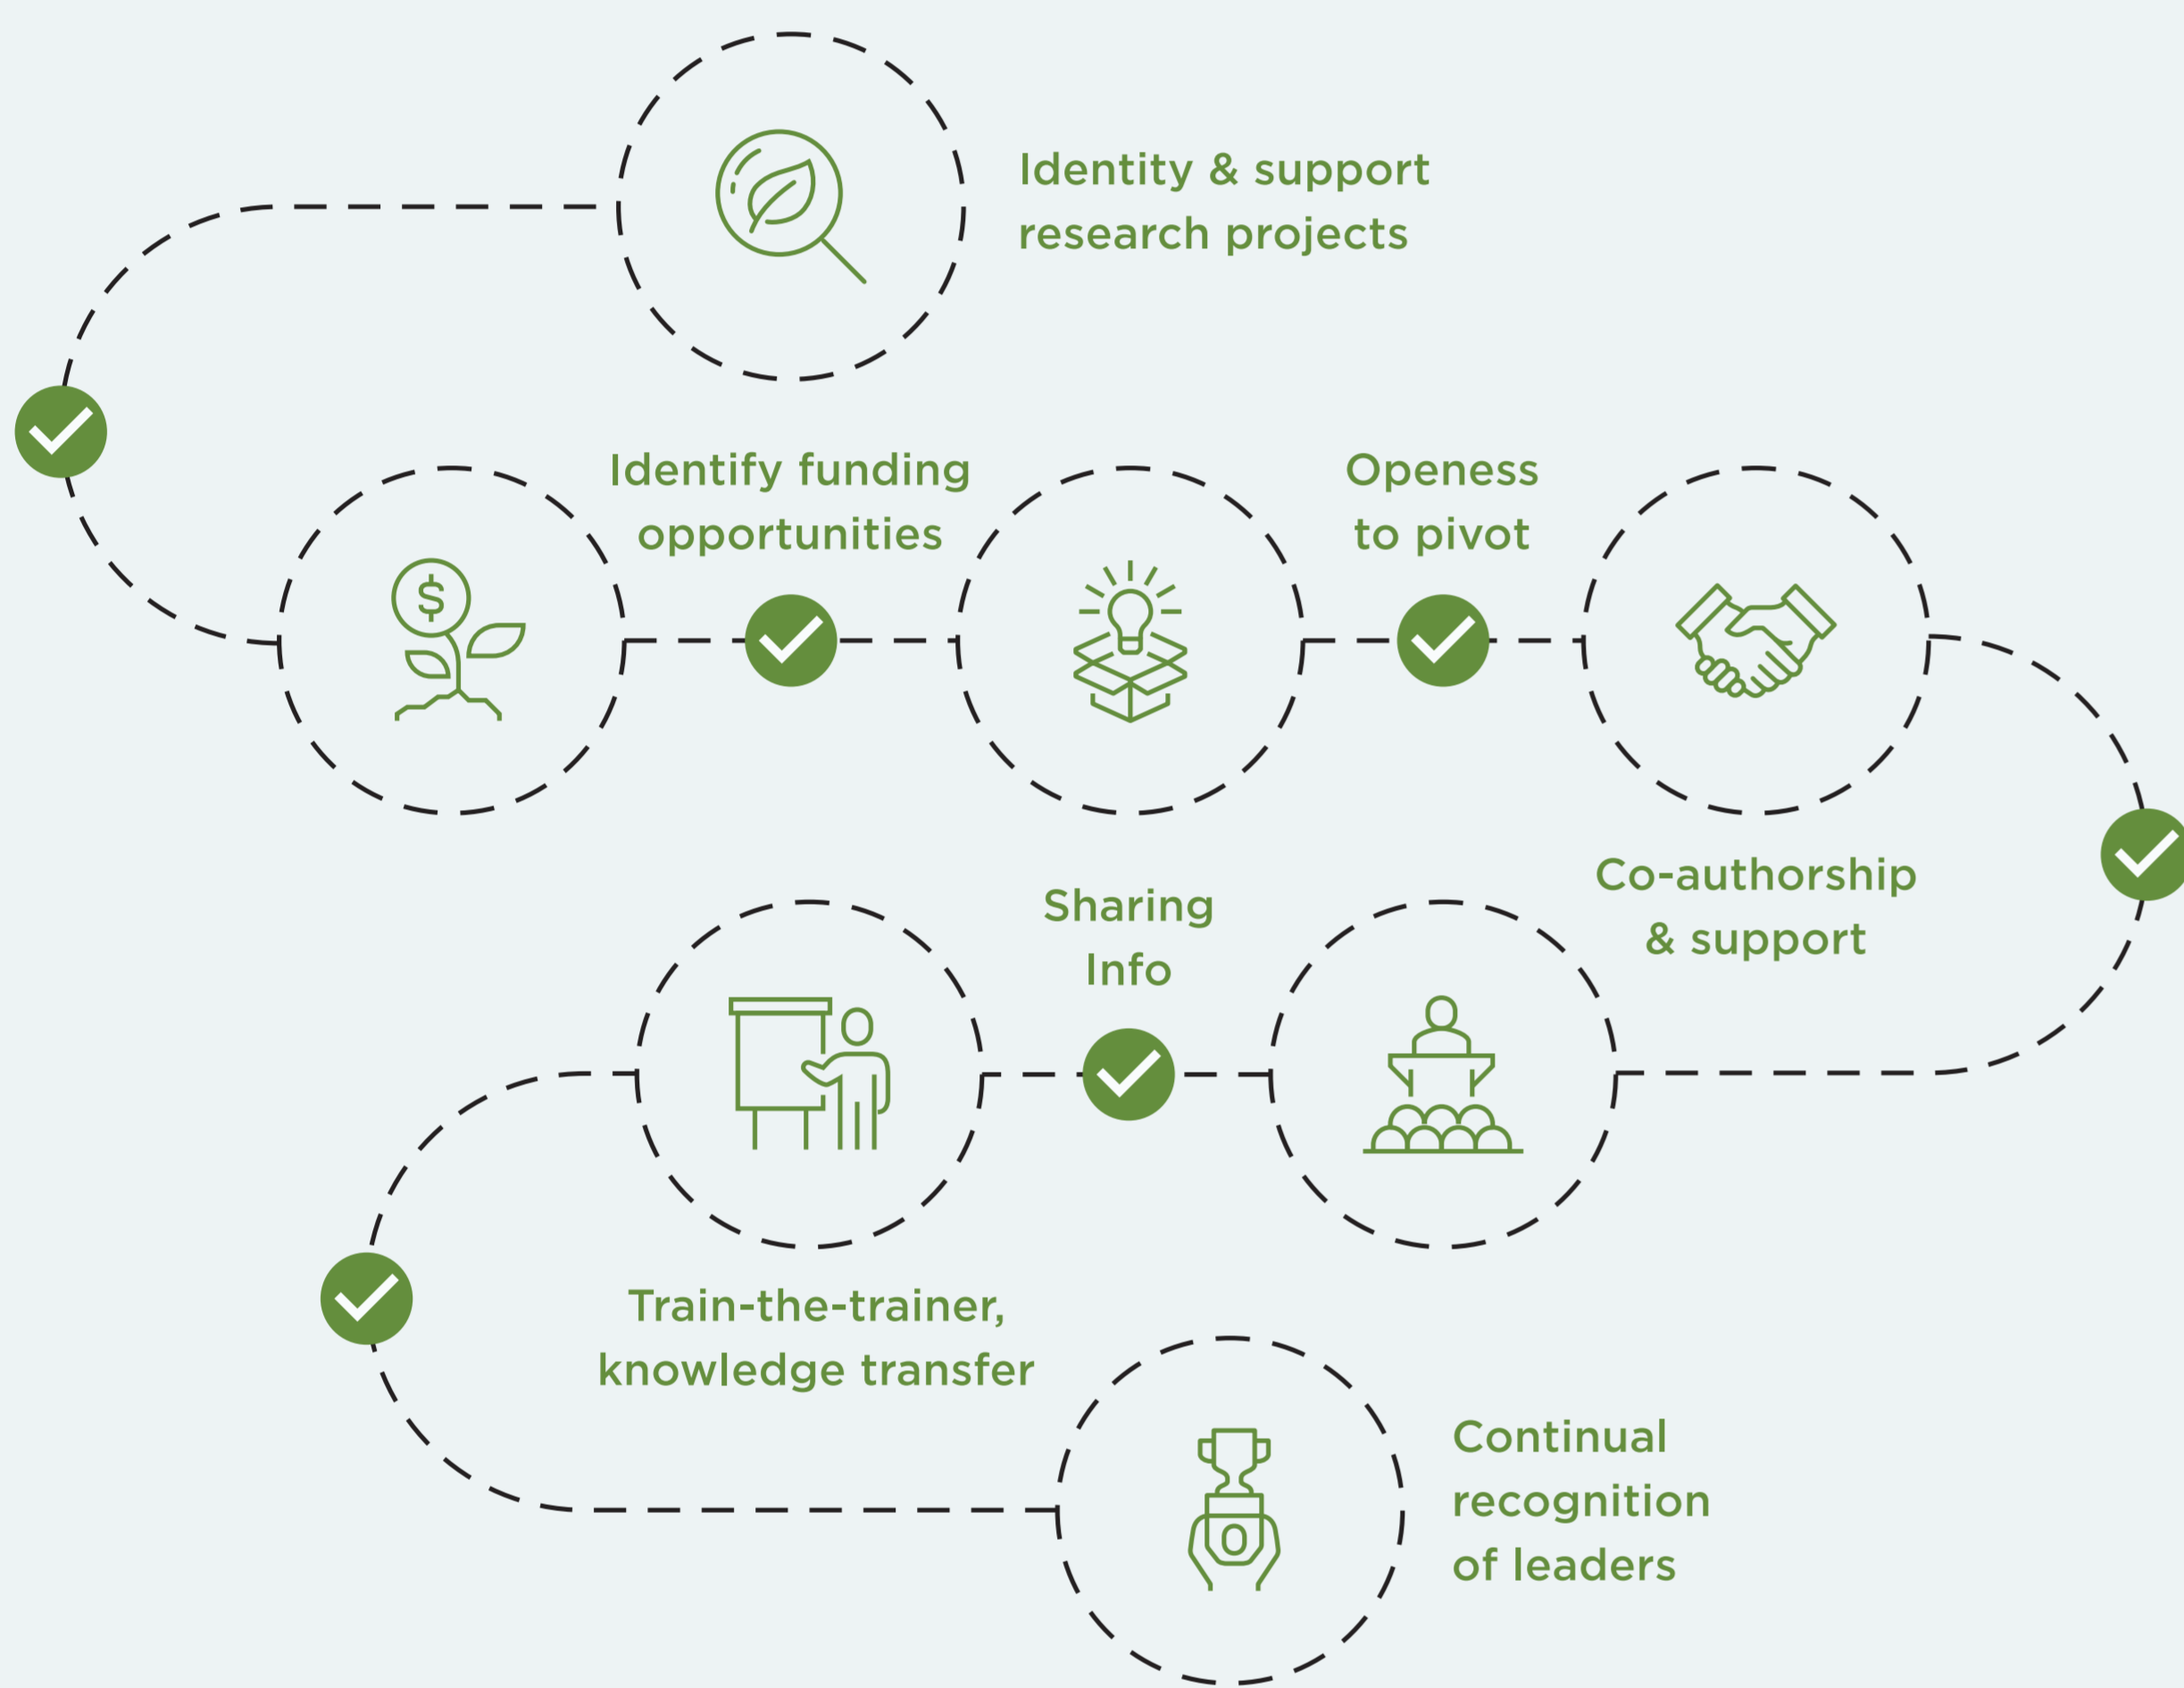 Identity & support
research projects
Identify funding
opportunities
Openess
to pivot
$
Co-authorship
& support
Sharing
Info
Train-the-trainer,
knowledge transfer
Continual
recognition
of leaders